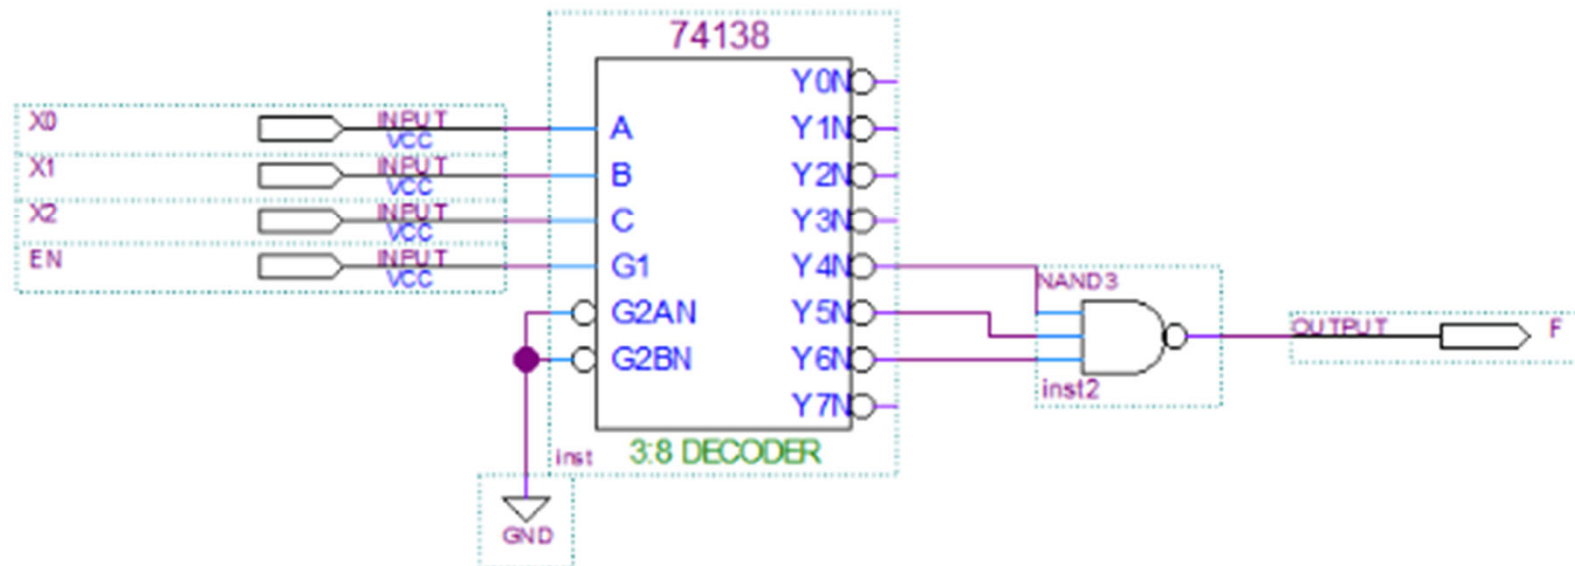 74138
X0 INPUT VCC
X1 INPUT VCC
X2 INPUT VCC
EN INPUT VCC
A Y0N
B Y1N
C Y2N
G1 Y3N
G2AN Y4N
G2BN Y5N
Y6N
Y7N
inst 3:8 DECODER
GND
NAND3
inst2
OUTPUT F